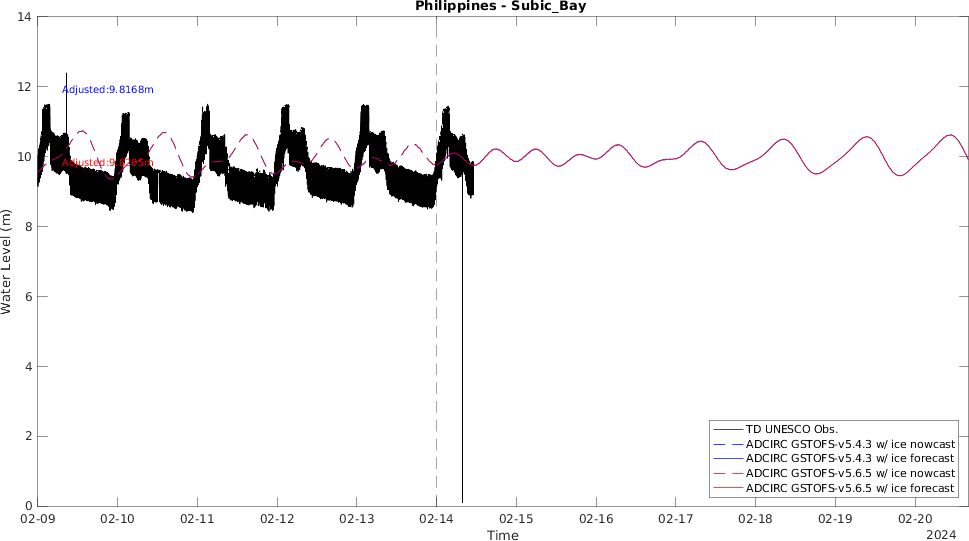 Philippines - Subic_Bay
Water Level (m)
14
12
10
8
6
4
2
0
Adjusted:9.8168m
02-09
02-10
02-11
02-12
02-13
02-14
02-15
02-16
02-17
02-18
02-19
02-20
Time
2024
TD UNESCO Obs.
ADCIRC GSTOFS-v5.4.3 w/ ice nowcast
ADCIRC GSTOFS-v5.4.3 w/ ice forecast
ADCIRC GSTOFS-v5.6.5 w/ ice nowcast
ADCIRC GSTOFS-v5.6.5 w/ ice forecast